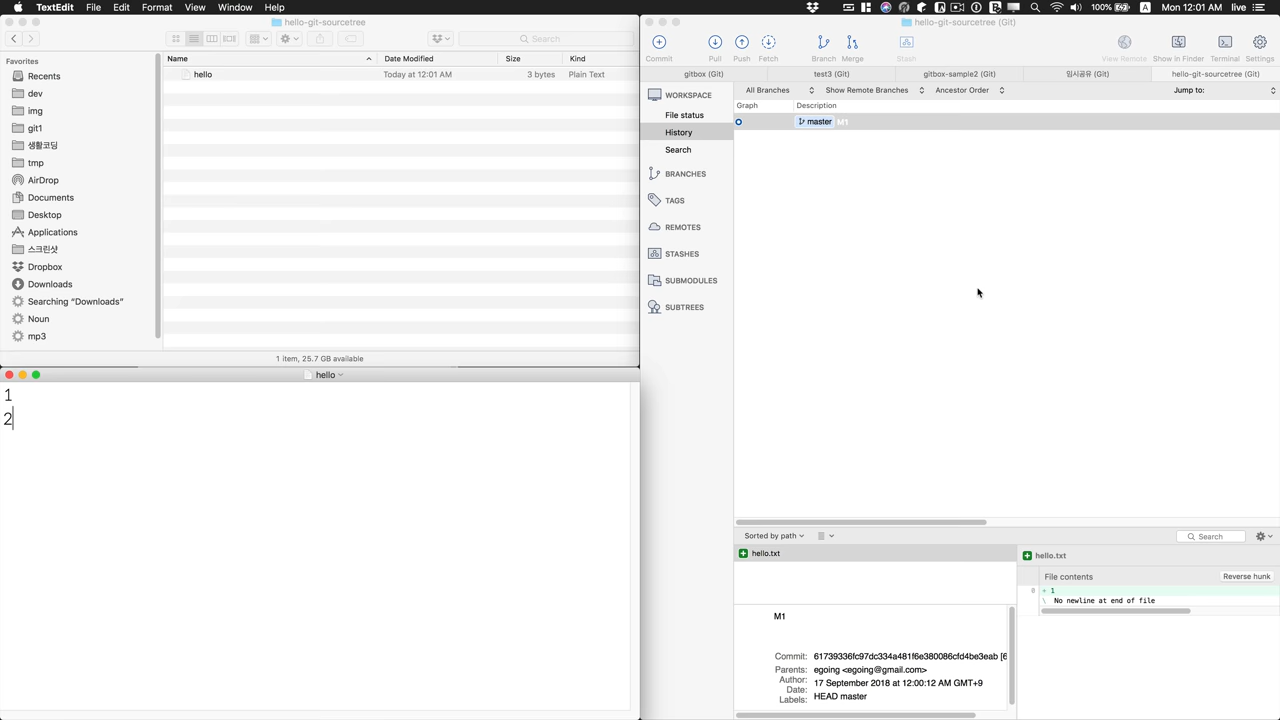 TextEdit File Edit Format View Window Help
100% Mon 12:01 AM live
hello-git-sourcetree
Search
Name Date Modified Size Kind
hello Today at 12:01 AM 3 bytes Plain Text
Favorites
Recents
dev
img
git1
생활코딩
tmp
AirDrop
Documents
Desktop
Applications
스크린샷
Dropbox
Downloads
Searching “Downloads”
Noun
mp3
1 item, 25.7 GB available
hello
1
2
hello-git-sourcetree (Git)
Commit Pull Push Fetch Branch Merge Stash View Remote Show in Finder Terminal Settings
gitbox (Git) test3 (Git) gitbox-sample2 (Git) 임시공유 (Git) hello-git-sourcetree (Git)
WORKSPACE
File status
History
Search
BRANCHES
TAGS
REMOTES
STASHES
SUBMODULES
SUBTREES
All Branches Show Remote Branches Ancestor Order Jump to:
Graph Description
master M1
Sorted by path Search
hello.txt
M1
Commit: 61739336fc97dc334a481f6e380086cfd4be3eab [6
Parents: egoing <egoing@gmail.com>
Author:
Date: 17 September 2018 at 12:00:12 AM GMT+9
Labels: HEAD master
hello.txt
File contents Reverse hunk
0 + 1
\ No newline at end of file